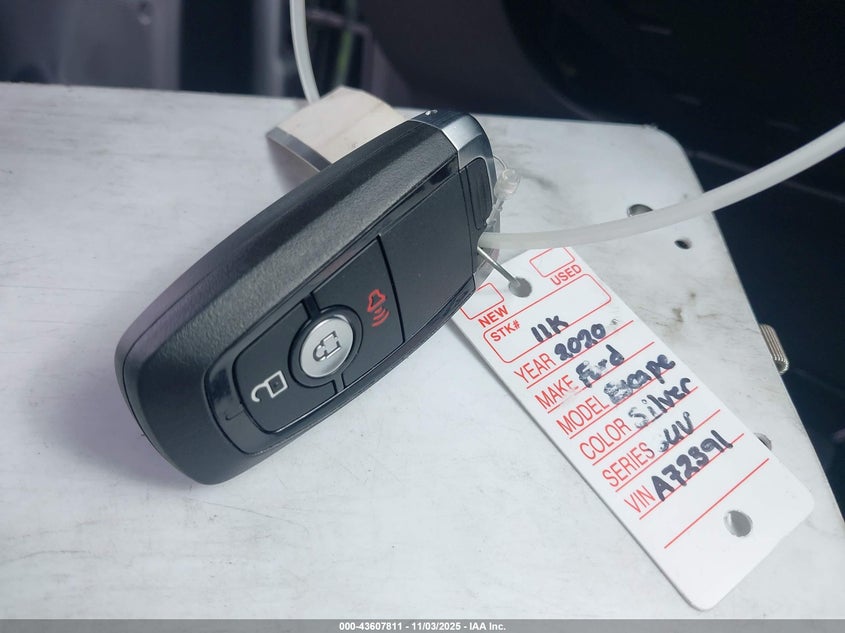 NEW USED
STK# 11K
YEAR 2020
MAKE Ford
MODEL Escape
COLOR Silver
SERIES SUV
VIN A72391
000-43607811 - 11/03/2025 - IAA Inc.